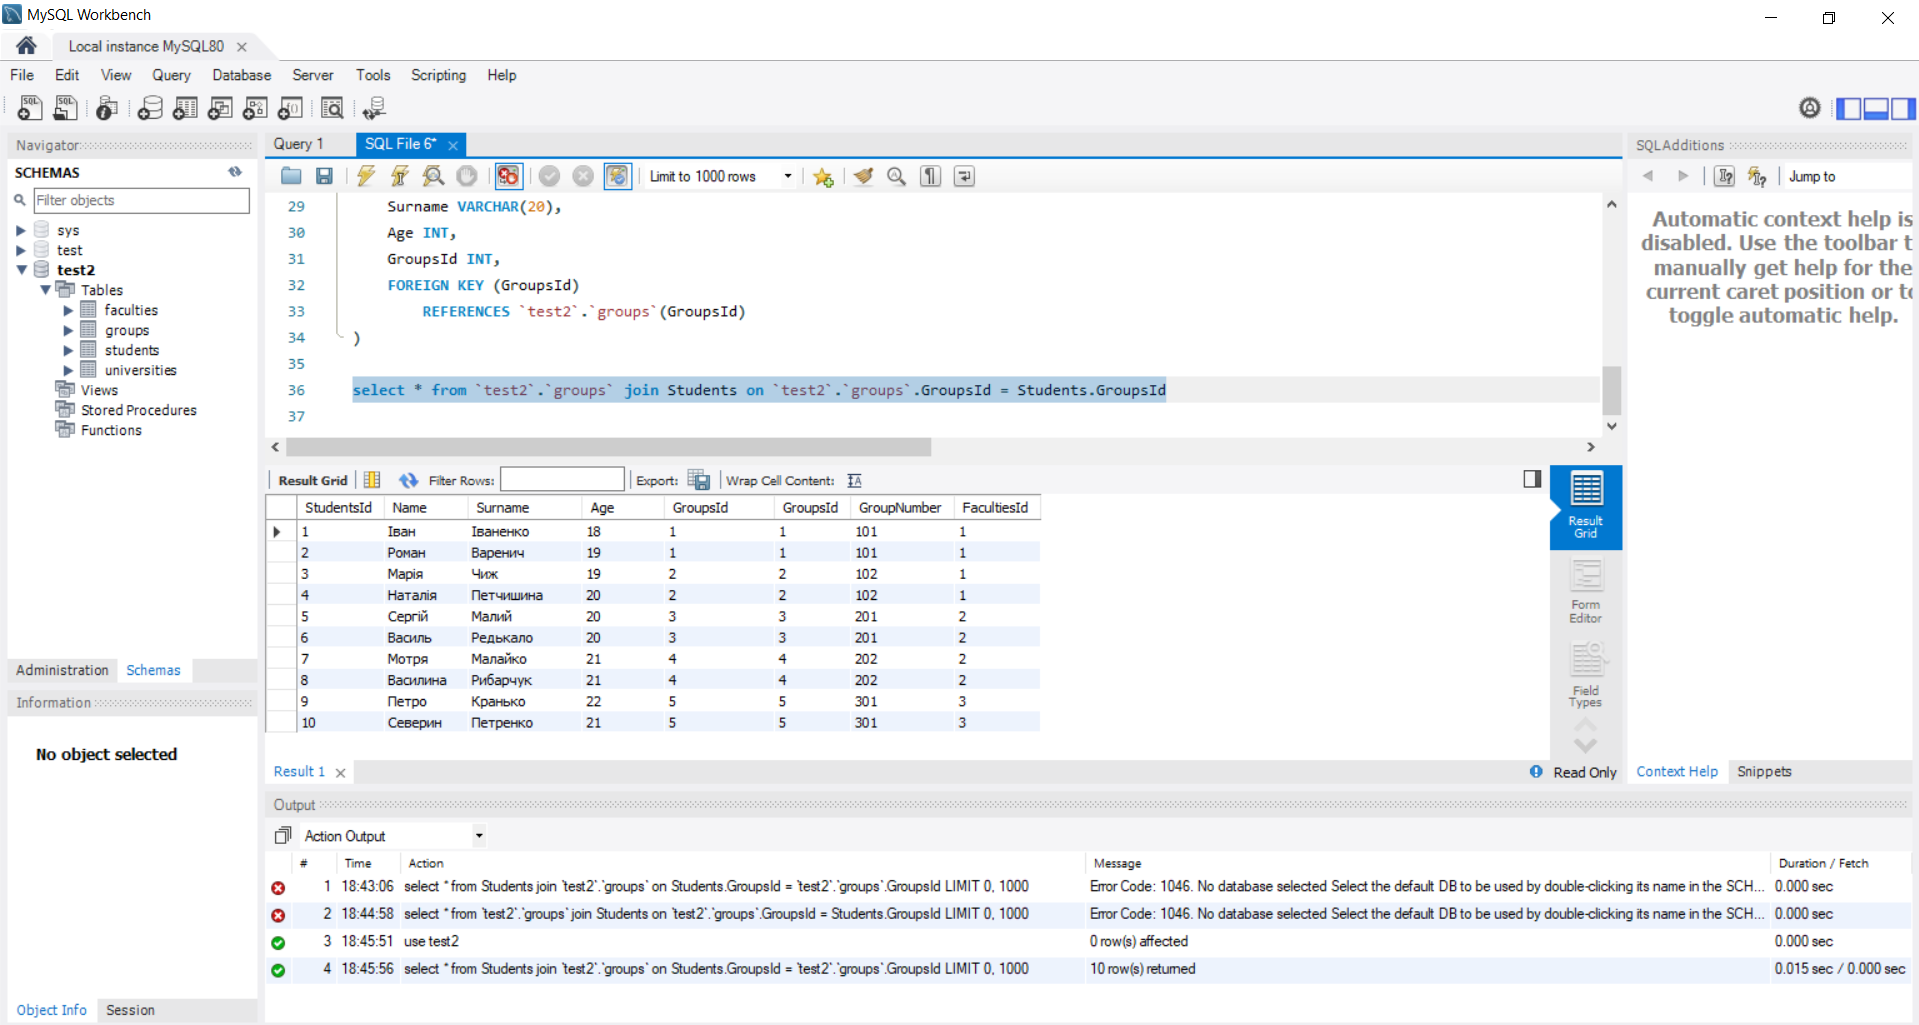 MySQL Workbench
Local instance MySQL80
File Edit View Query Database Server Tools Scripting Help
Navigator
SCHEMAS
Filter objects
sys
test
test2
Tables
faculties
groups
students
universities
Views
Stored Procedures
Functions
Administration Schemas
Information
No object selected
Object Info Session
Query 1 SQL File 6*
Limit to 1000 rows
29 Surname VARCHAR(20),
30 Age INT,
31 GroupsId INT,
32 FOREIGN KEY (GroupsId)
33 REFERENCES `test2`.`groups`(GroupsId)
34 )
35
36 select * from `test2`.`groups` join Students on `test2`.`groups`.GroupsId = Students.GroupsId
37
Result Grid Filter Rows: Export: Wrap Cell Content:
StudentsId Name Surname Age GroupsId GroupsId GroupNumber FacultiesId
1 Іван Іваненко 18 1 1 101 1
2 Роман Варенич 19 1 1 101 1
3 Марія Чиж 19 2 2 102 1
4 Наталія Петчишина 20 2 2 102 1
5 Сергій Малий 20 3 3 201 2
6 Василь Редькало 20 3 3 201 2
7 Мотря Малайко 21 4 4 202 2
8 Василина Рибарчук 21 4 4 202 2
9 Петро Кранько 22 5 5 301 3
10 Северин Петренко 21 5 5 301 3
Result Grid
Form Editor
Field Types
Result 1
Read Only
SQLAdditions
Jump to
Automatic context help is
disabled. Use the toolbar t
manually get help for the
current caret position or to
toggle automatic help.
Context Help Snippets
Output
Action Output
# Time Action Message Duration / Fetch
1 18:43:06 select * from Students join `test2`.`groups` on Students.GroupsId = `test2`.`groups`.GroupsId LIMIT 0, 1000 Error Code: 1046. No database selected Select the default DB to be used by double-clicking its name in the SCH... 0.000 sec
2 18:44:58 select * from `test2`.`groups` join Students on `test2`.`groups`.GroupsId = Students.GroupsId LIMIT 0, 1000 Error Code: 1046. No database selected Select the default DB to be used by double-clicking its name in the SCH... 0.000 sec
3 18:45:51 use test2 0 row(s) affected 0.000 sec
4 18:45:56 select * from Students join `test2`.`groups` on Students.GroupsId = `test2`.`groups`.GroupsId LIMIT 0, 1000 10 row(s) returned 0.015 sec / 0.000 sec